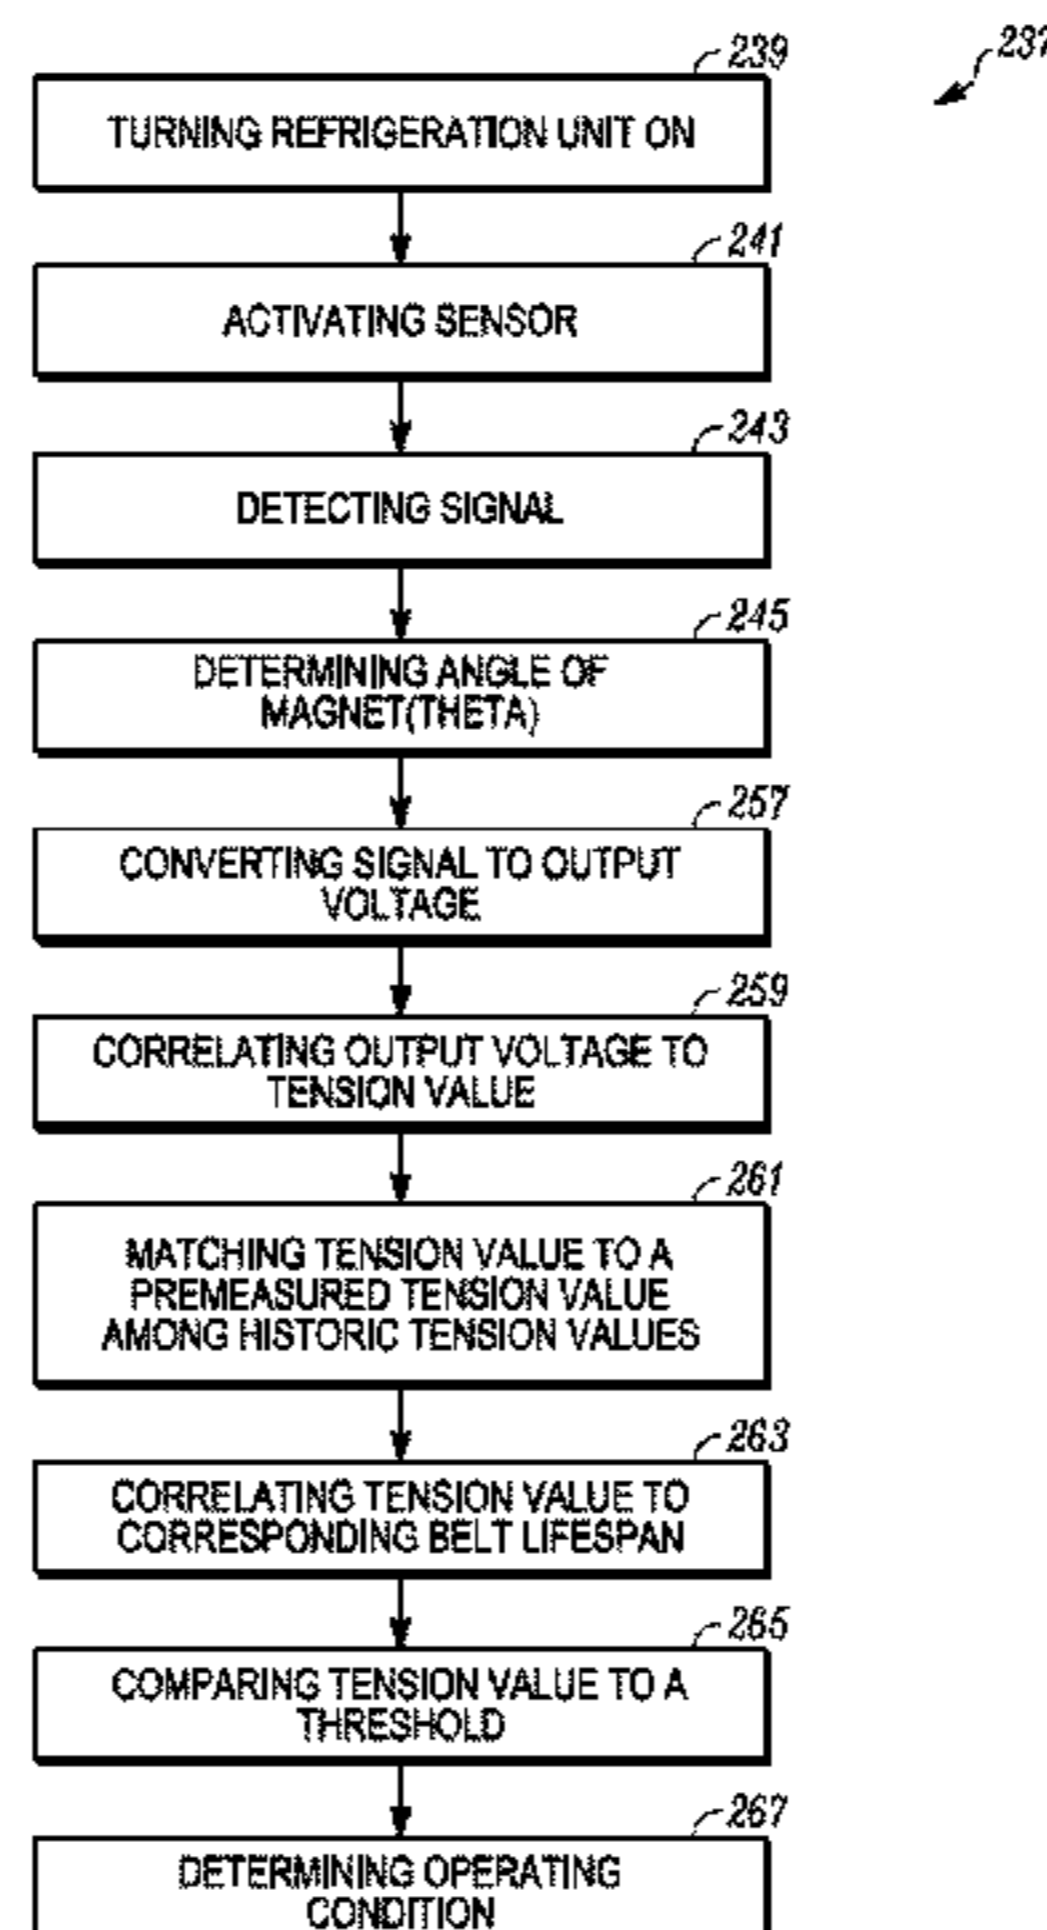 239
237
TURNING REFRIGERATION UNIT ON
241
ACTIVATING SENSOR
243
DETECTING SIGNAL
245
DETERMINING ANGLE OF
MAGNET(THETA)
257
CONVERTING SIGNAL TO OUTPUT
VOLTAGE
259
CORRELATING OUTPUT VOLTAGE TO
TENSION VALUE
261
MATCHING TENSION VALUE TO A
PREMEASURED TENSION VALUE
AMONG HISTORIC TENSION VALUES
263
CORRELATING TENSION VALUE TO
CORRESPONDING BELT LIFESPAN
265
COMPARING TENSION VALUE TO A
THRESHOLD
267
DETERMINING OPERATING
CONDITION